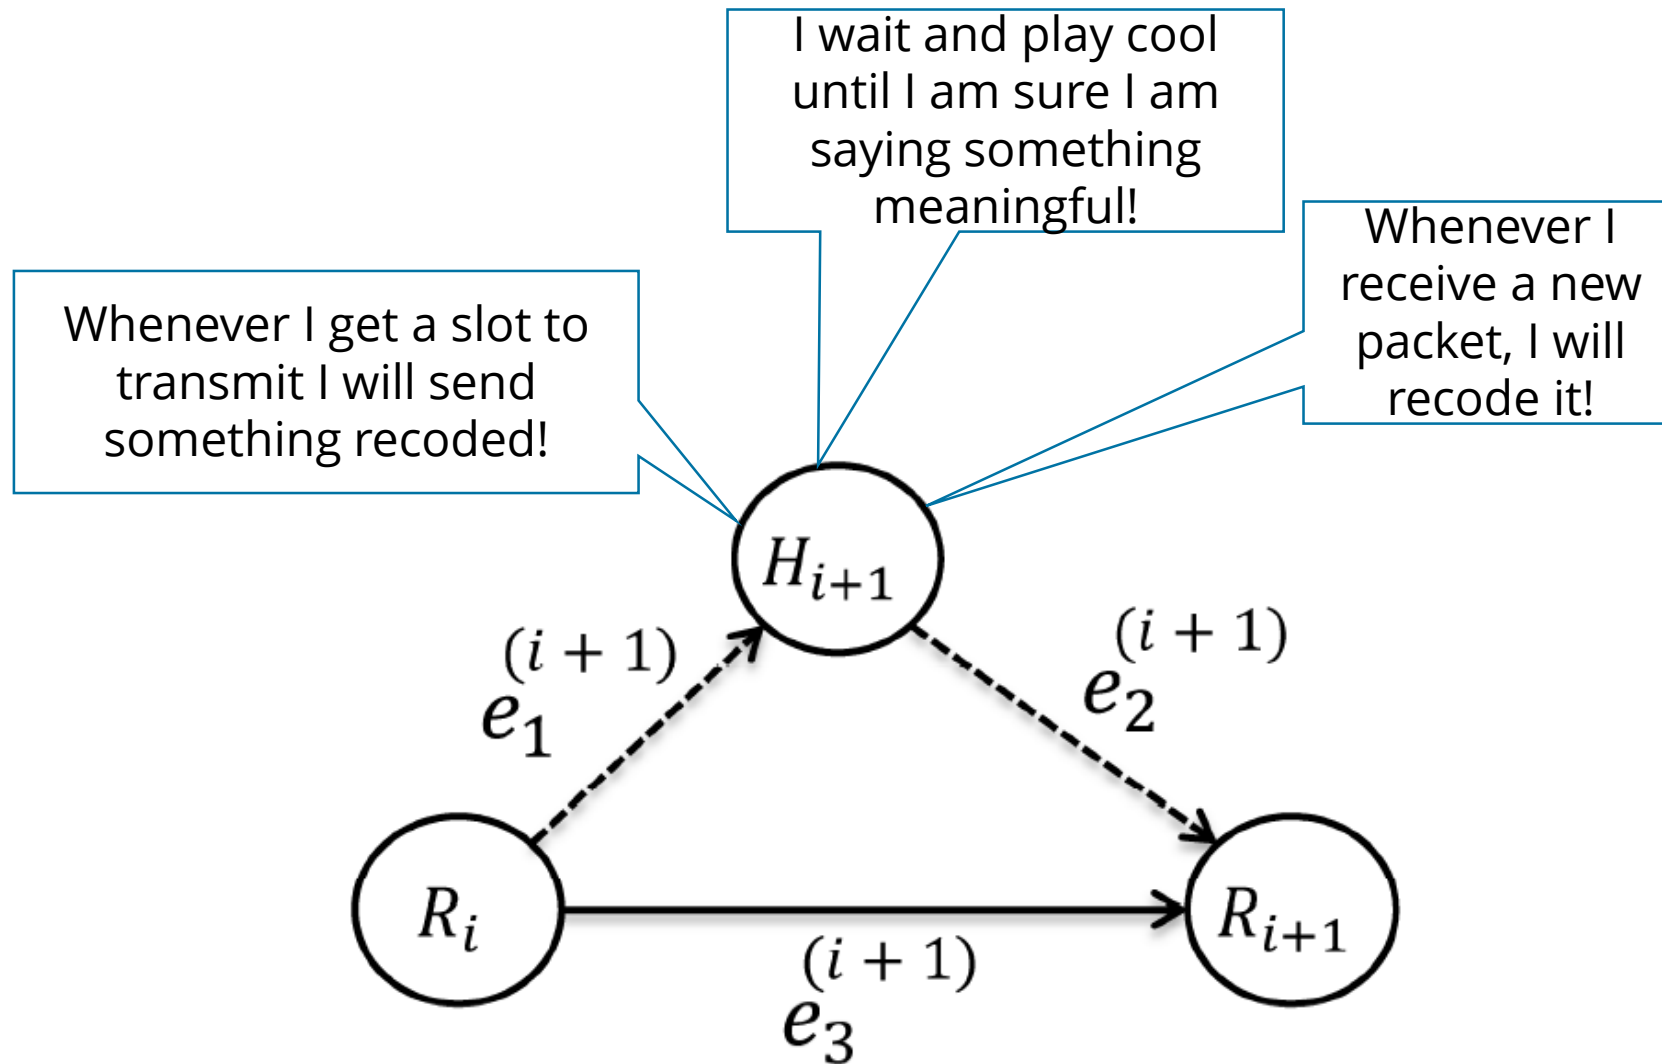 I wait and play cool
until I am sure I am
saying something
meaningful!
Whenever I
receive a new
packet, I will
recode it!
Whenever I get a slot to
transmit I will send
something recoded!
H_{i+1}
e_1^{(i + 1)}
e_2^{(i + 1)}
R_i
R_{i+1}
e_3^{(i + 1)}